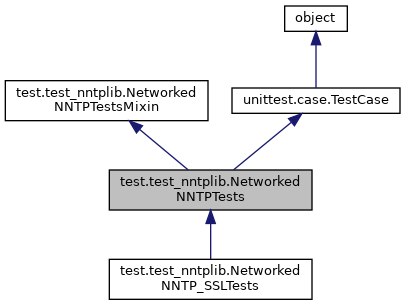 object
test.test_nntplib.Networked
NNTPTestsMixin
unittest.case.TestCase
test.test_nntplib.Networked
NNTPTests
test.test_nntplib.Networked
NNTP_SSLTests